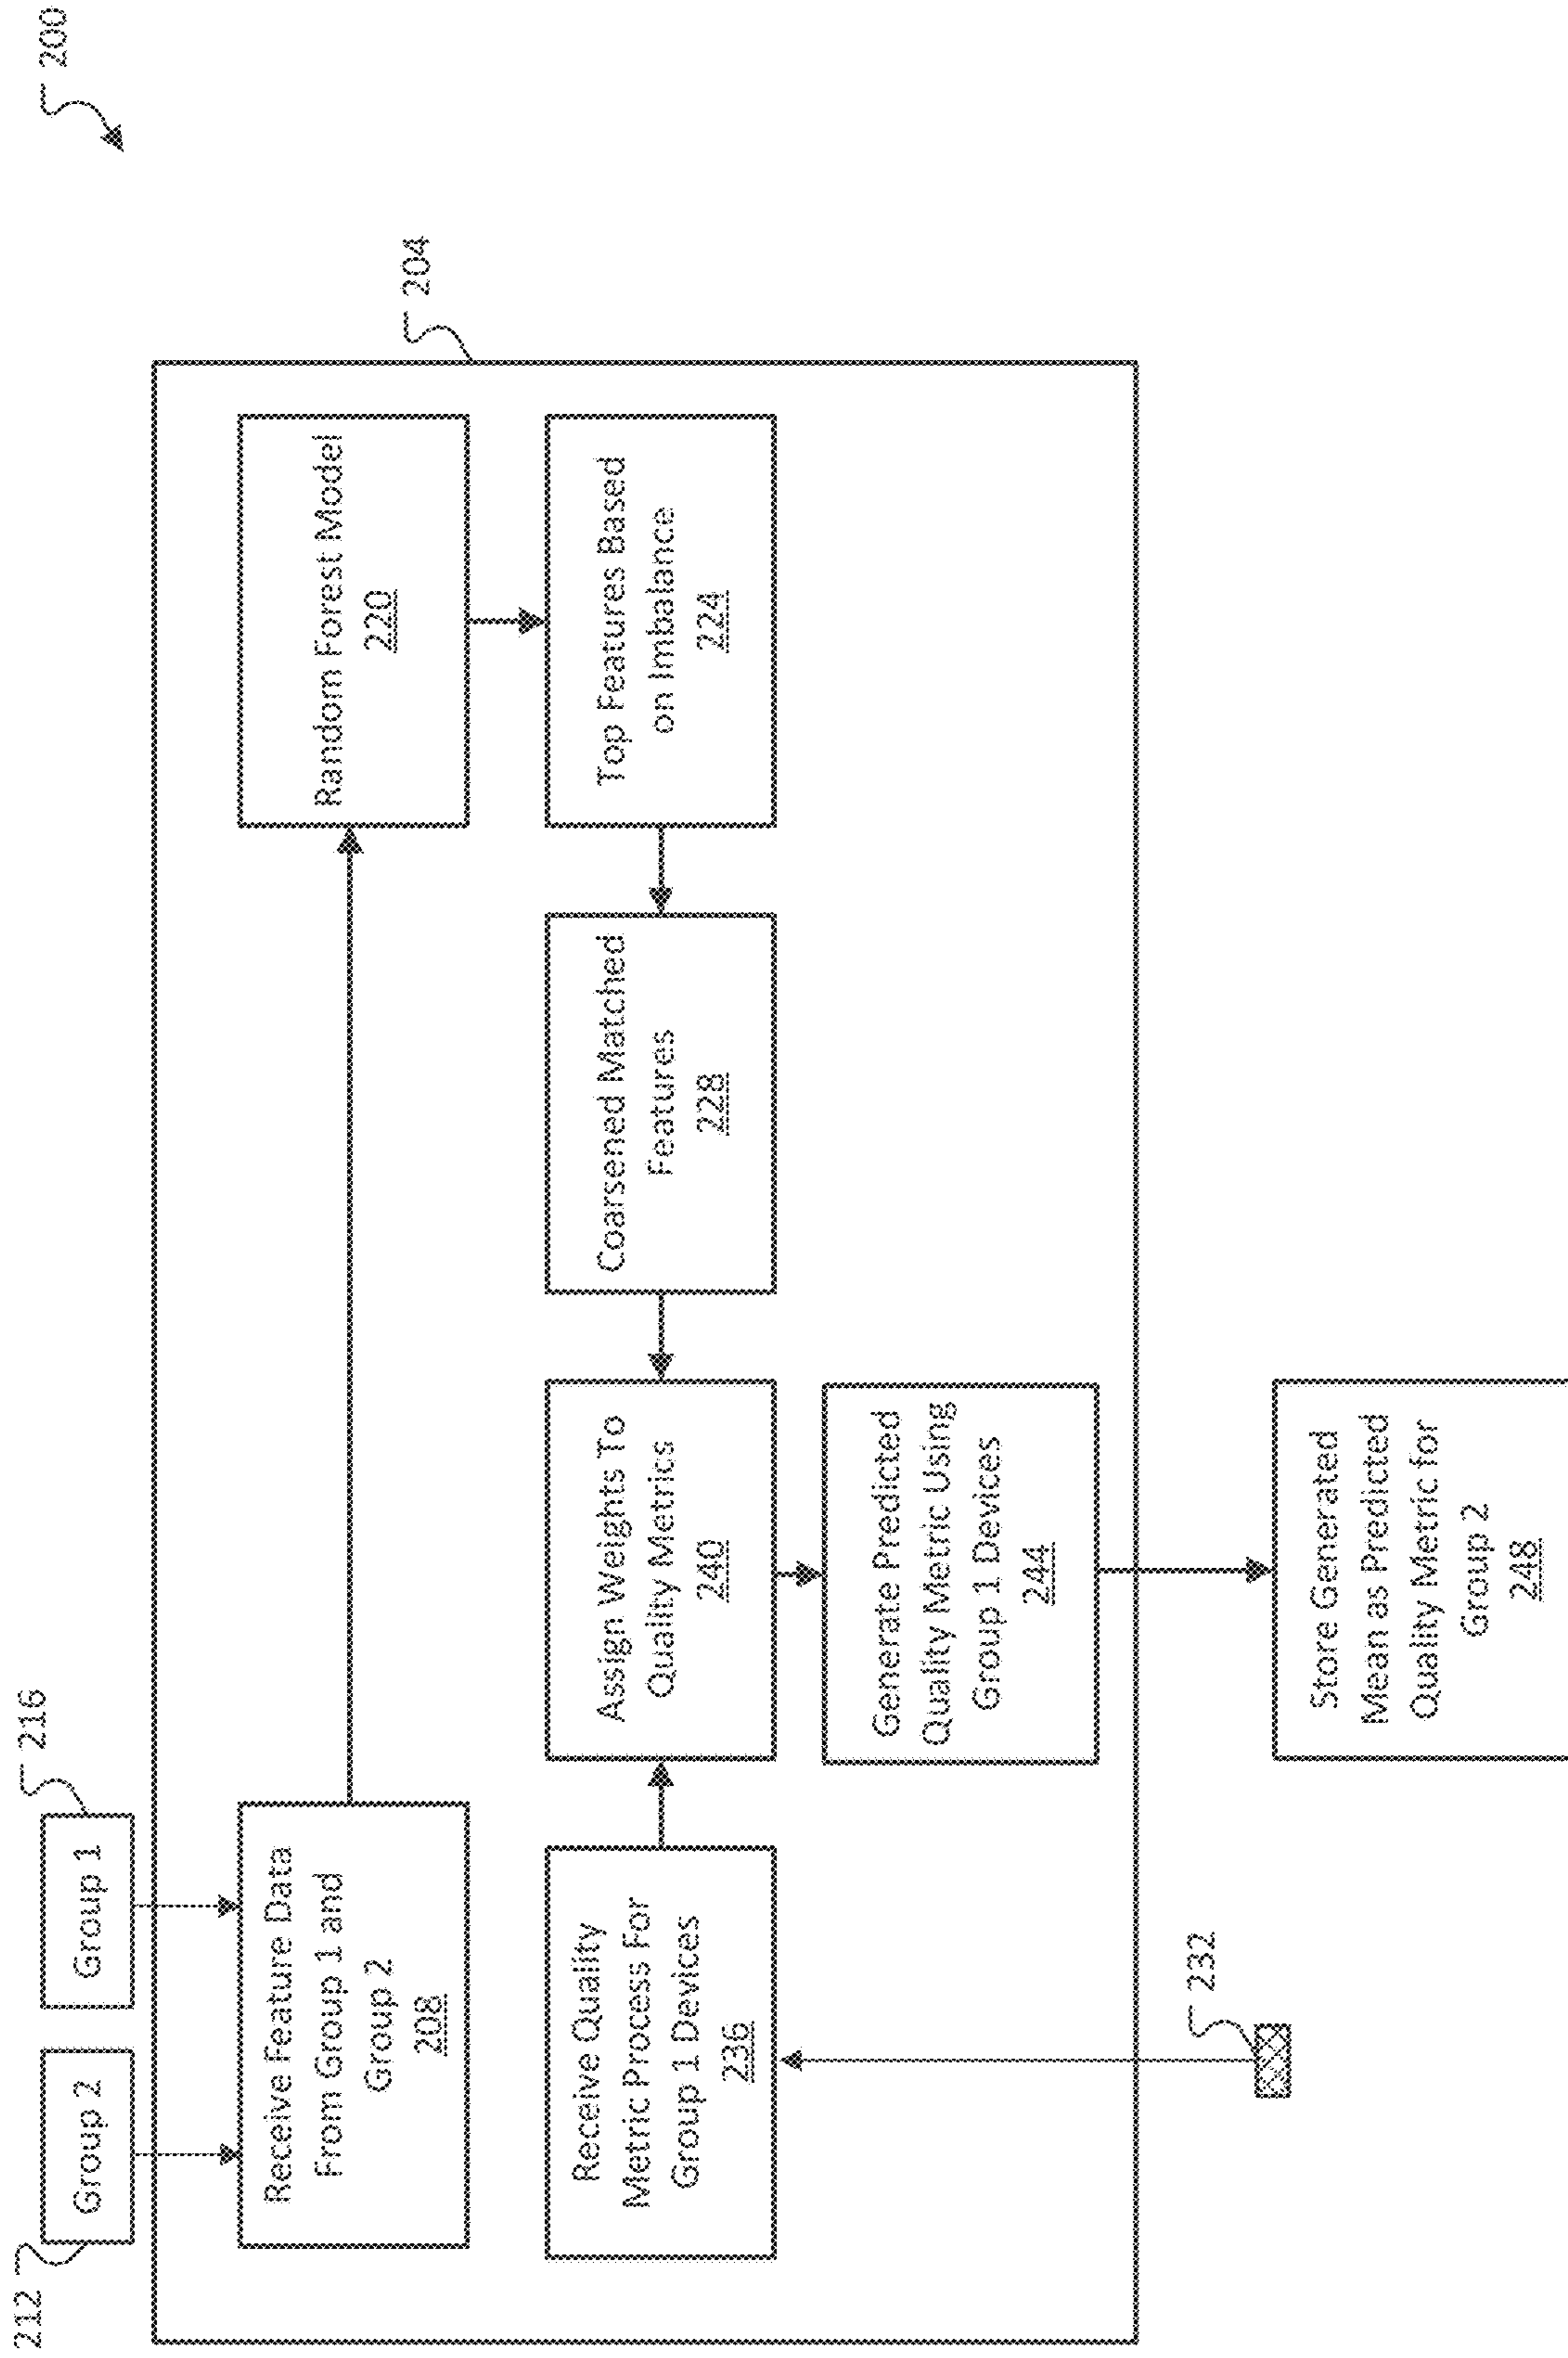 200
204
212
Group 2
Group 1
216
Receive Feature Data
From Group 1 and
Group 2
208
Random Forest Model
220
Receive Quality
Metric Process For
Group 1 Devices
236
Assign Weights To
Quality Metrics
240
Coarsened Matched
Features
228
Top Features Based
on Imbalance
224
Generate Predicted
Quality Metric Using
Group 1 Devices
244
232
Store Generated
Mean as Predicted
Quality Metric for
Group 2
248